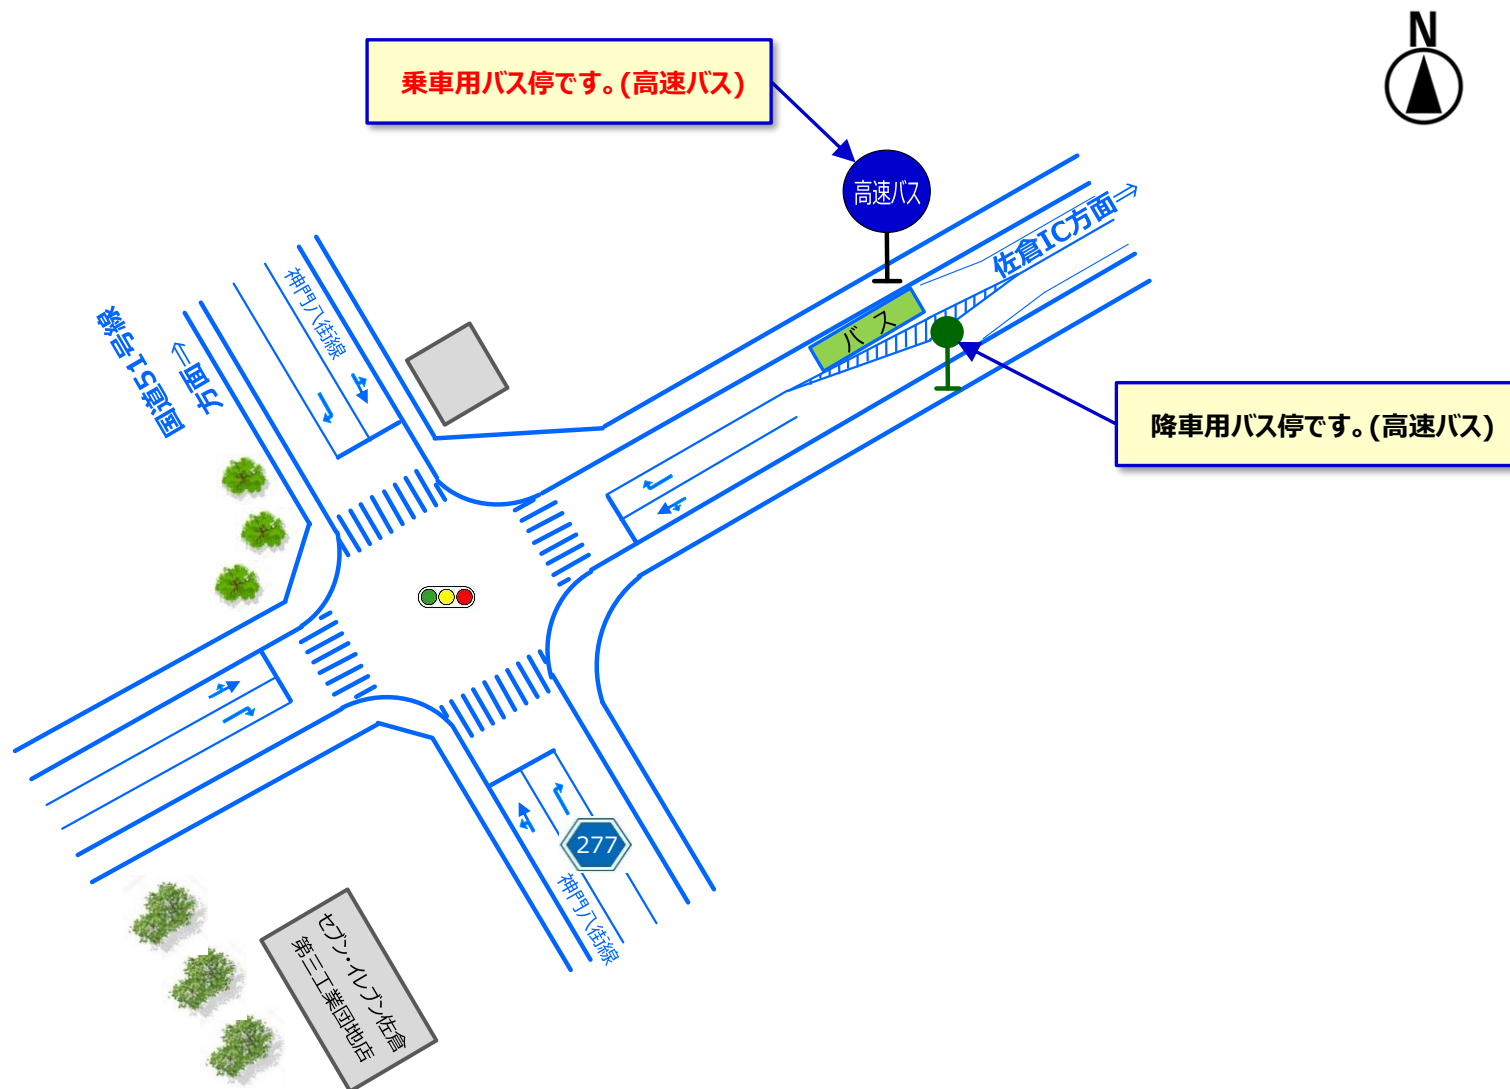 N
乗車用バス停です。(高速バス)
高速バス
佐倉IC方面⇒
神門八街線
国道51号線
方面⇒
バス
降車用バス停です。(高速バス)
277
神門八街線
セブン・イレブン佐倉
第三工業団地店